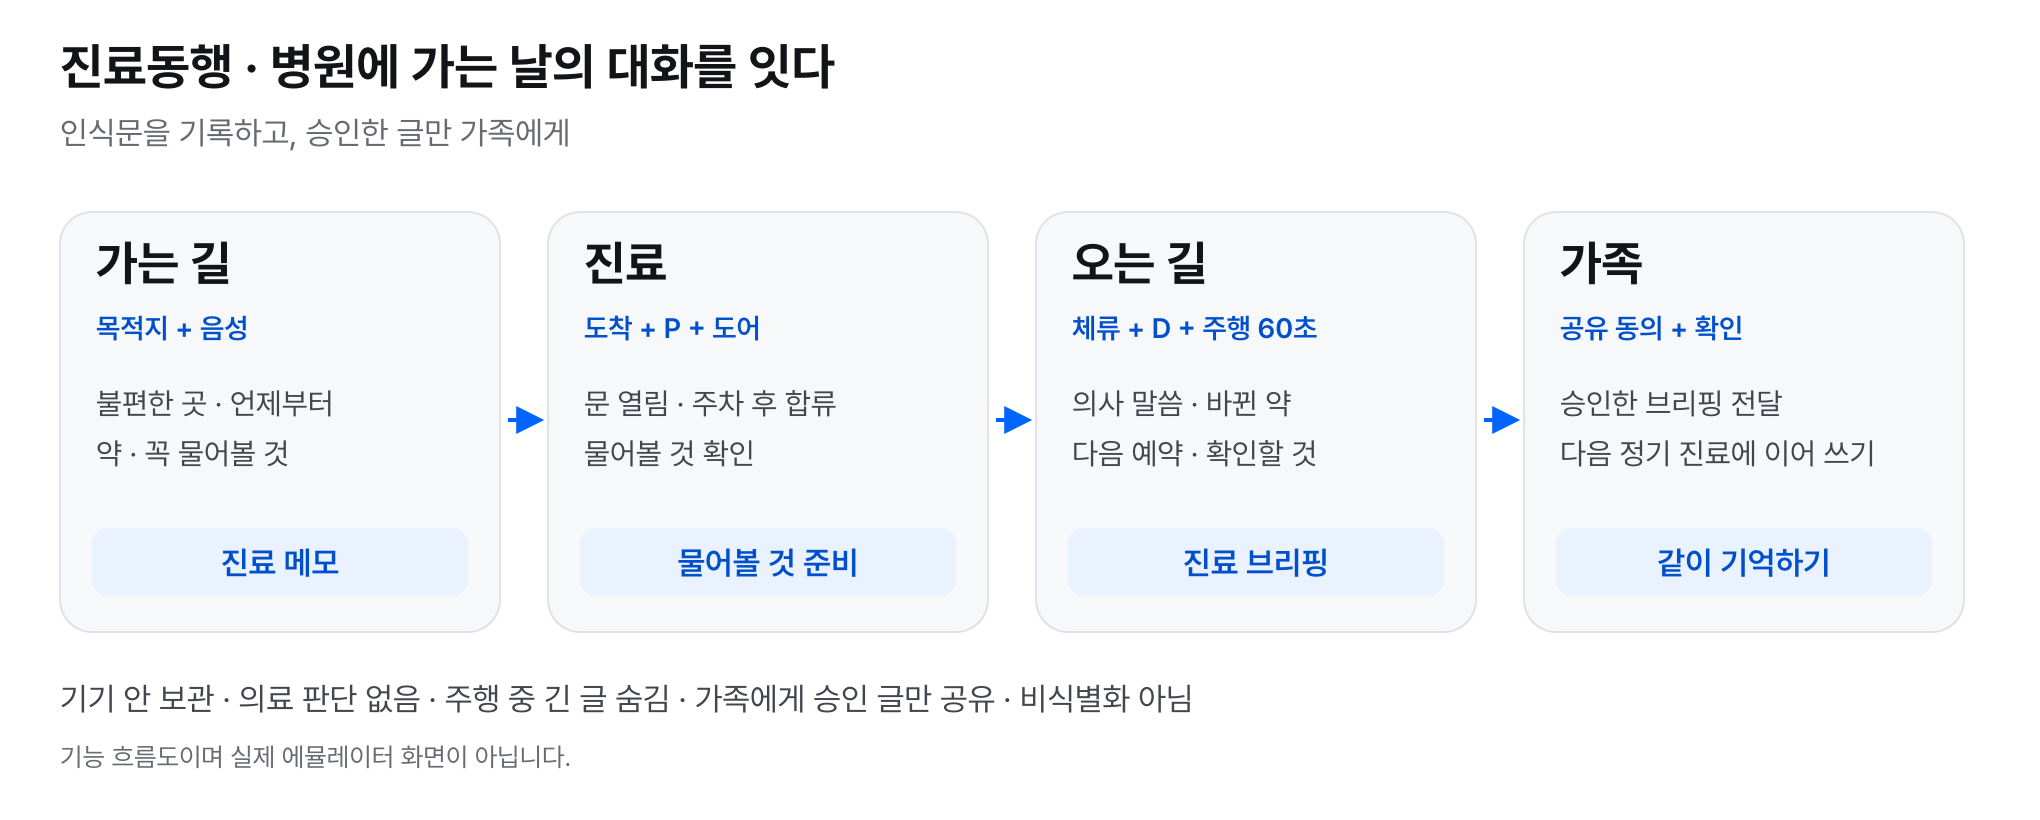 진료동행 · 병원에 가는 날의 대화를 잇다
인식문을 기록하고, 승인한 글만 가족에게
가는 길
목적지 + 음성
불편한 곳 · 언제부터
약 · 꼭 물어볼 것
진료 메모
진료
도착 + P + 도어
문 열림 · 주차 후 합류
물어볼 것 확인
물어볼 것 준비
오는 길
체류 + D + 주행 60초
의사 말씀 · 바뀐 약
다음 예약 · 확인할 것
진료 브리핑
가족
공유 동의 + 확인
승인한 브리핑 전달
다음 정기 진료에 이어 쓰기
같이 기억하기
기기 안 보관 · 의료 판단 없음 · 주행 중 긴 글 숨김 · 가족에게 승인 글만 공유 · 비식별화 아님
기능 흐름도이며 실제 에뮬레이터 화면이 아닙니다.